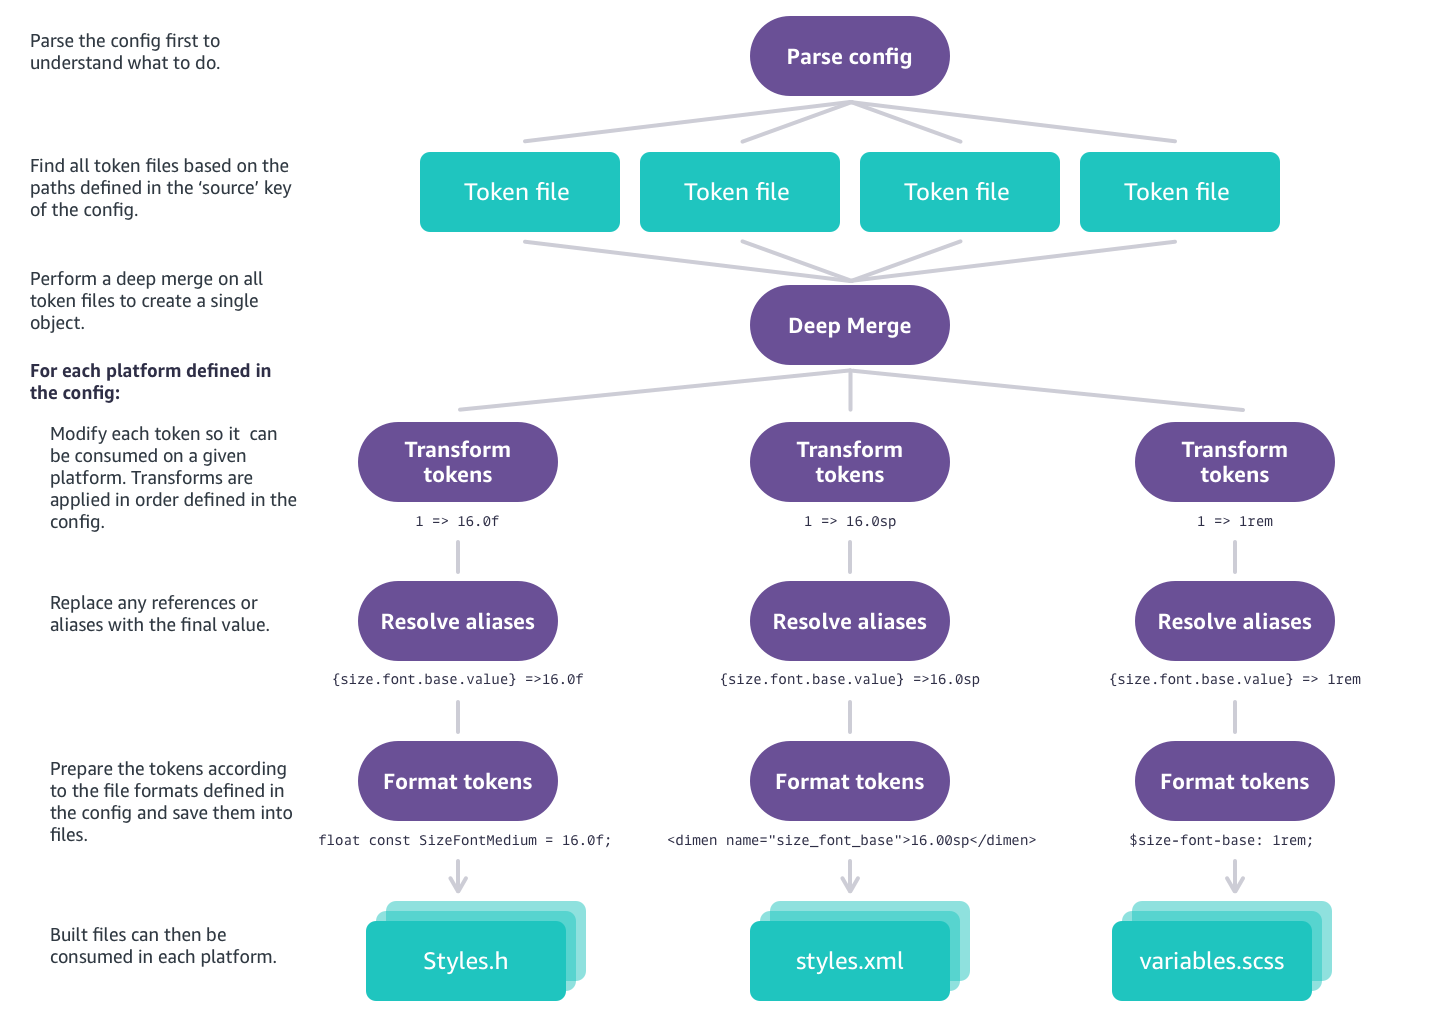 Parse the config first to
understand what to do.
Parse config
Find all token files based on the
paths defined in the ‘source’ key
of the config.
Token file
Token file
Token file
Token file
Perform a deep merge on all
token files to create a single
object.
Deep Merge
For each platform defined in
the config:
Modify each token so it  can
be consumed on a given
platform. Transforms are
applied in order defined in the
config.
Transform
tokens
1 => 16.0f
Transform
tokens
1 => 16.0sp
Transform
tokens
1 => 1rem
Replace any references or
aliases with the final value.
Resolve aliases
{size.font.base.value} =>16.0f
Resolve aliases
{size.font.base.value} =>16.0sp
Resolve aliases
{size.font.base.value} => 1rem
Prepare the tokens according
to the file formats defined in
the config and save them into
files.
Format tokens
float const SizeFontMedium = 16.0f;
Format tokens
<dimen name="size_font_base">16.00sp</dimen>
Format tokens
$size-font-base: 1rem;
Built files can then be
consumed in each platform.
Styles.h
styles.xml
variables.scss